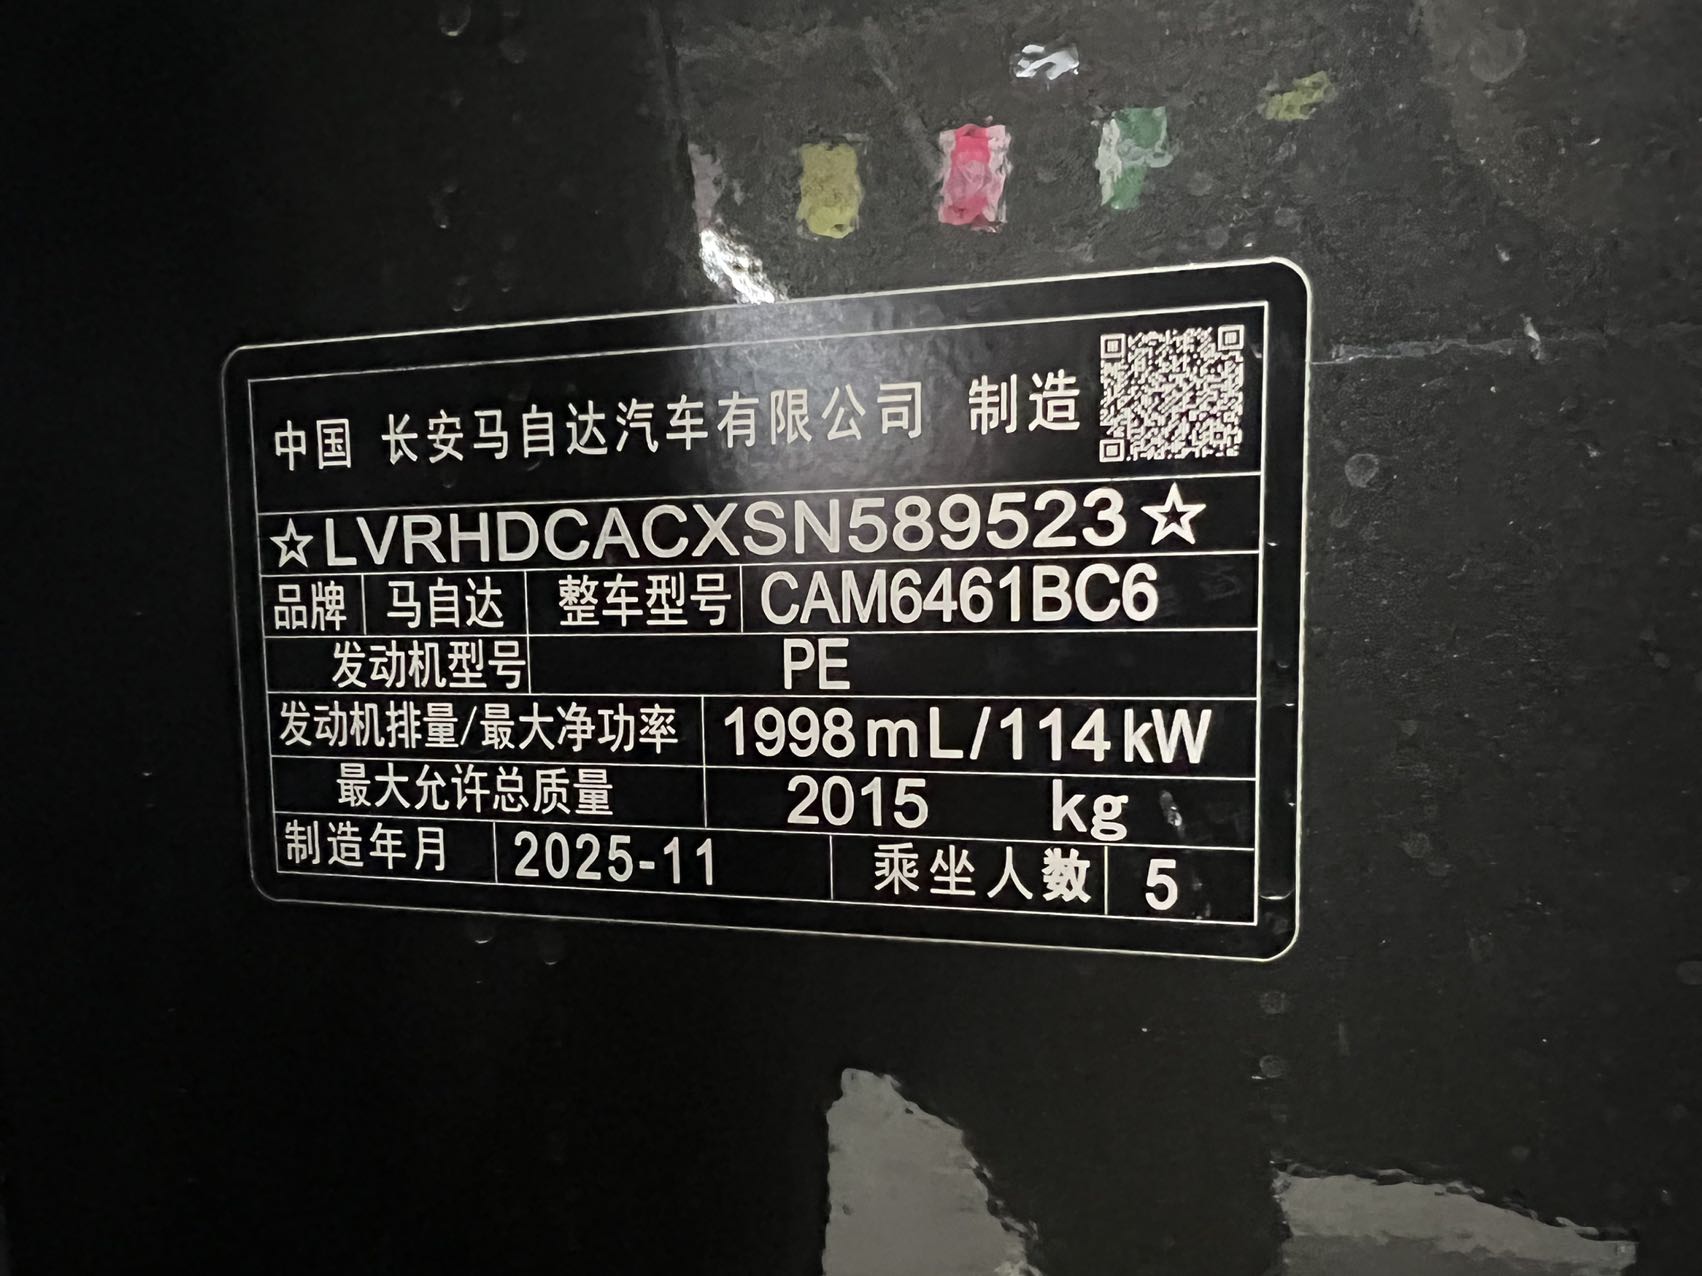 中国 长安马自达汽车有限公司 制造
☆LVRHDCACXSN589523☆
品牌 马自达 整车型号 CAM6461BC6
发动机型号 PE
发动机排量/最大净功率 1998mL/114kW
最大允许总质量 2015 kg
制造年月 2025-11 乘坐人数 5